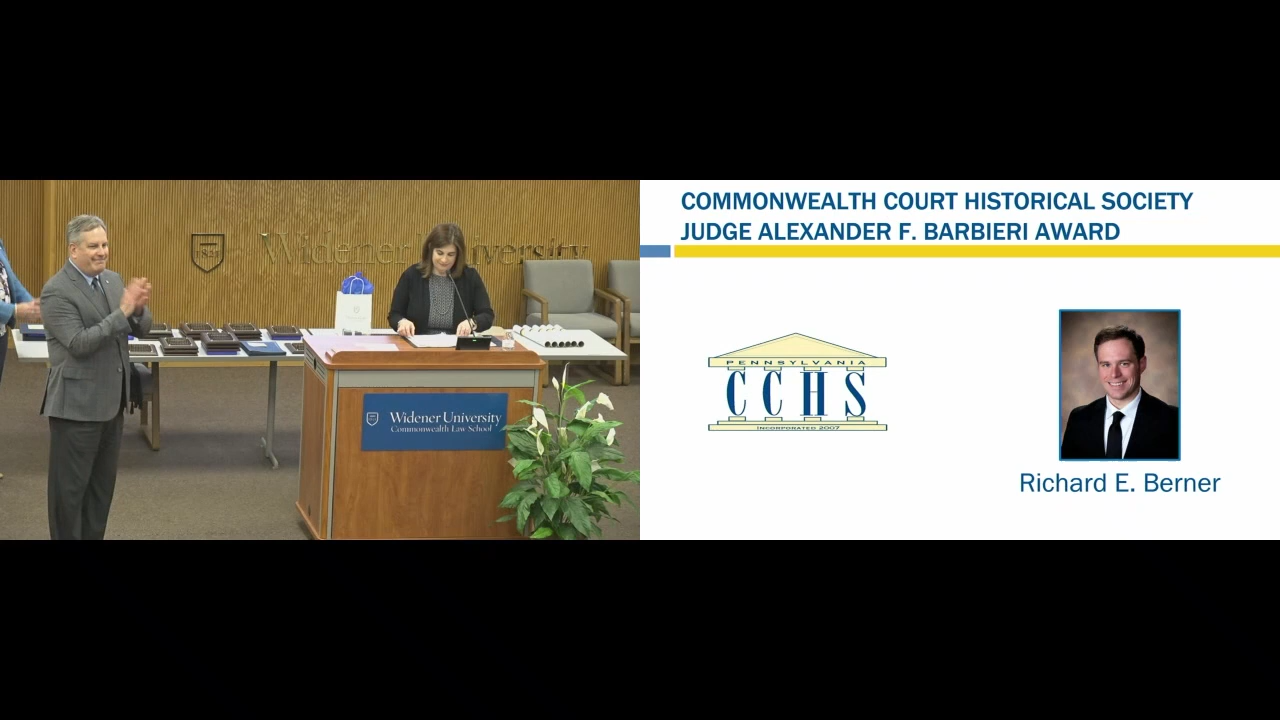 1821
Widener University
Widener University
Commonwealth Law School
COMMONWEALTH COURT HISTORICAL SOCIETY
JUDGE ALEXANDER F. BARBIERI AWARD
PENNSYLVANIA
CCHS
INCORPORATED 2007
Richard E. Berner